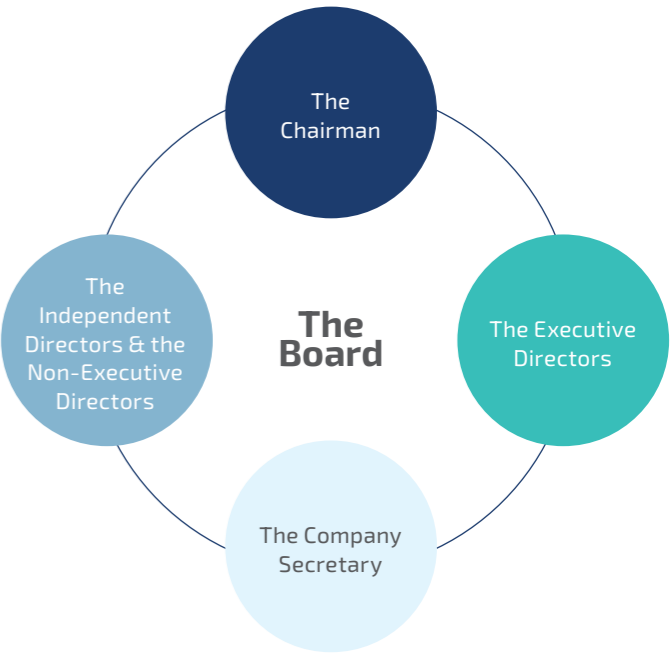 The
Chairman
The
Independent
Directors & the
Non-Executive
Directors
The
Board
The Executive
Directors
The Company
Secretary